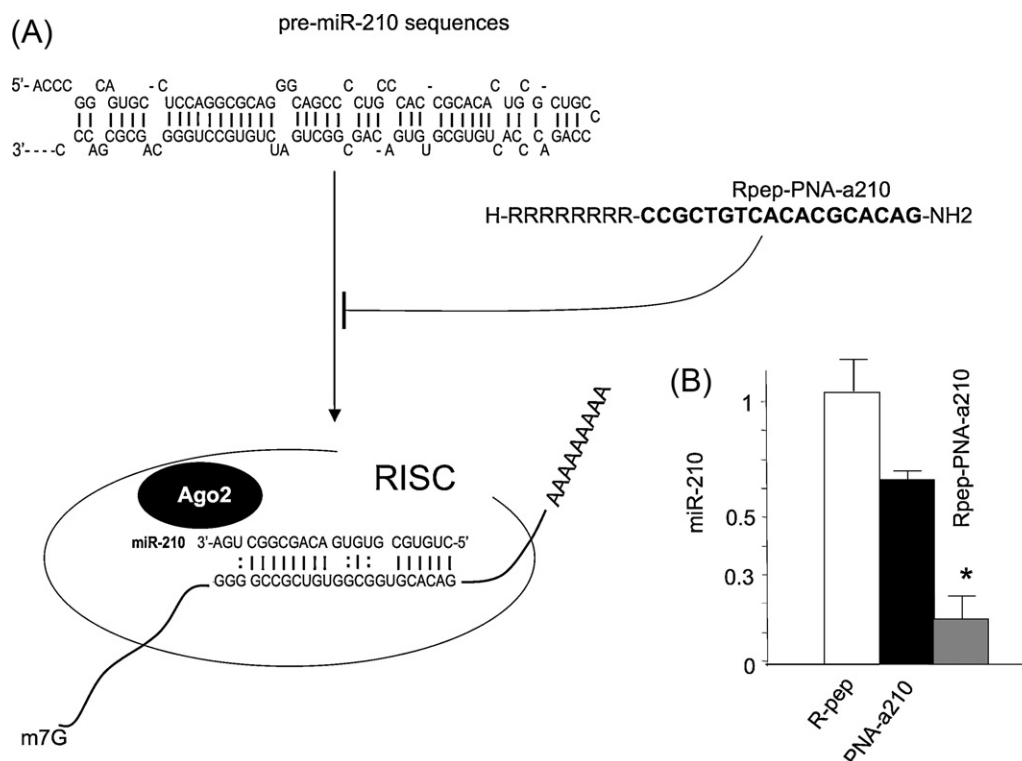 (A)
pre-miR-210 sequences
5'- ACCC CA - C GG C CC - C C -
GG GUGC UCCAGGCGCAG CAGCC CUG CAC CGCACA UG G CUGC
C
CC CGCG GGGUCCGUGUC GUCGG GAC GUG GCGUGU AC C GACC
3'----C AG AC UA C - A U C C A
Rpep-PNA-a210
H-RRRRRRRR-CCGCTGTCACACGCACAG-NH2
(B)
Rpep-PNA-a210
miR-210
1
0.5
0.3
0
*
R-pep
PNA-a210
AAAAAAAAA
RISC
Ago2
miR-210 3'-AGU CGGCGACA GUGUG CGUGUC-5'
GGG GCCGCUGUGGCGGUGCACAG
m7G